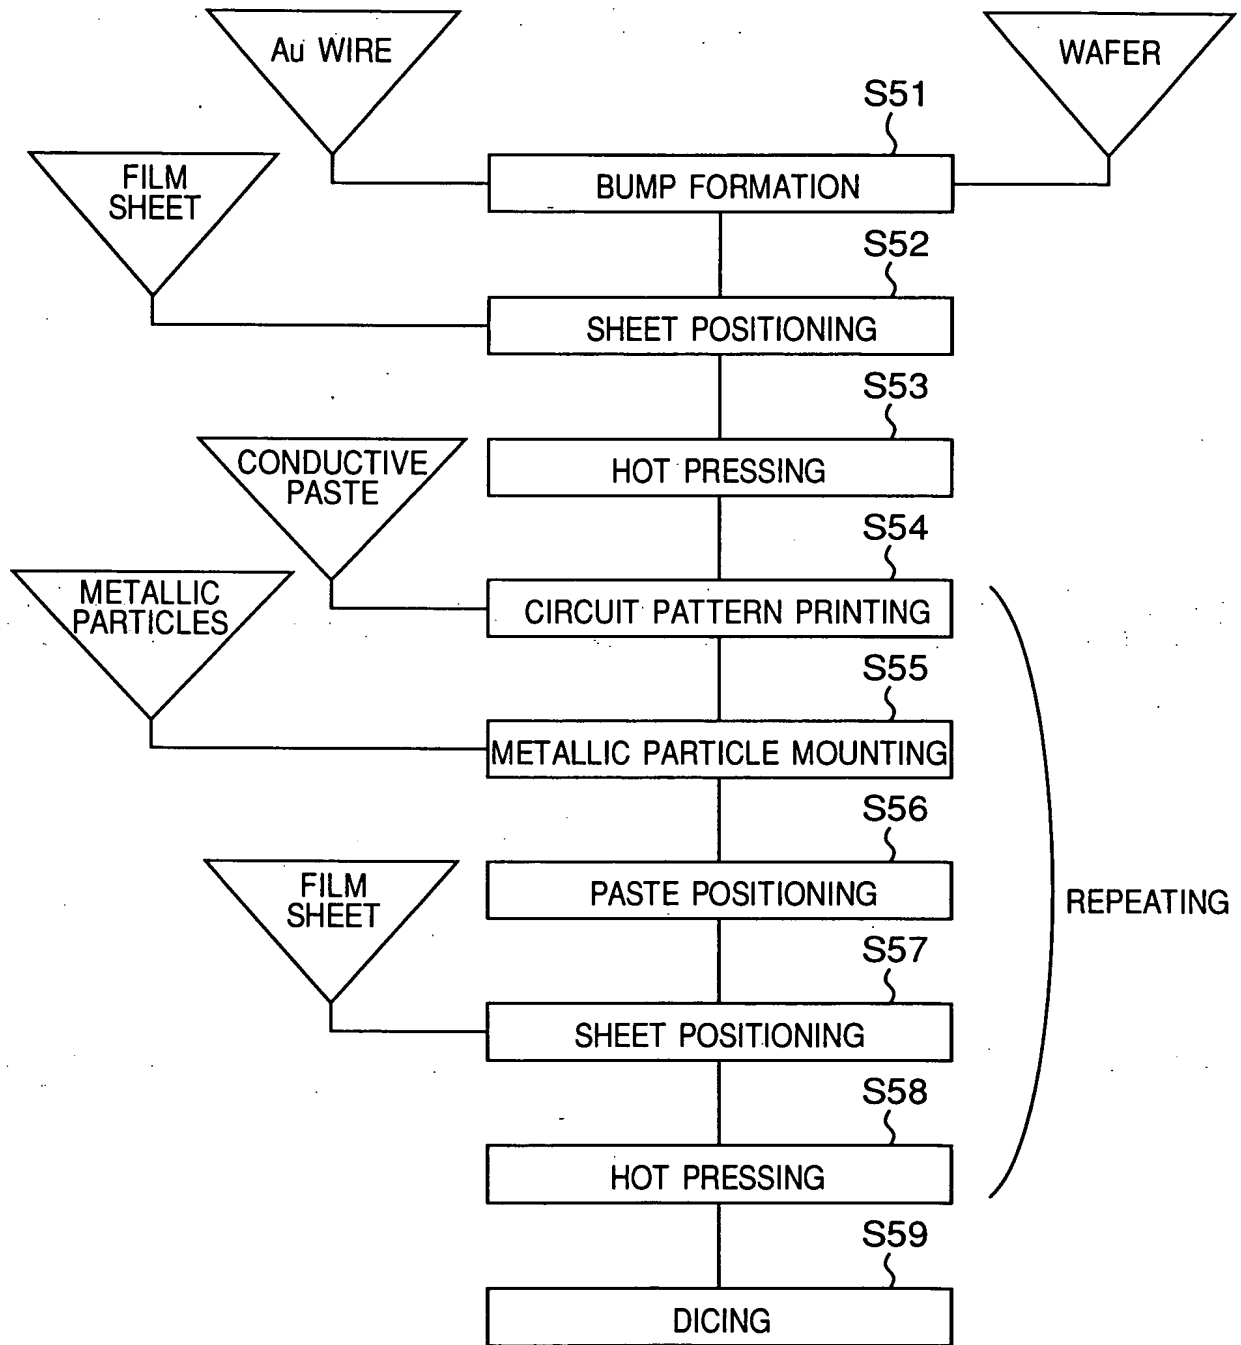 Au WIRE
WAFER
S51
BUMP FORMATION
FILM
SHEET
S52
SHEET POSITIONING
S53
HOT PRESSING
CONDUCTIVE
PASTE
S54
CIRCUIT PATTERN PRINTING
METALLIC
PARTICLES
S55
METALLIC PARTICLE MOUNTING
S56
PASTE POSITIONING
REPEATING
FILM
SHEET
S57
SHEET POSITIONING
S58
HOT PRESSING
S59
DICING